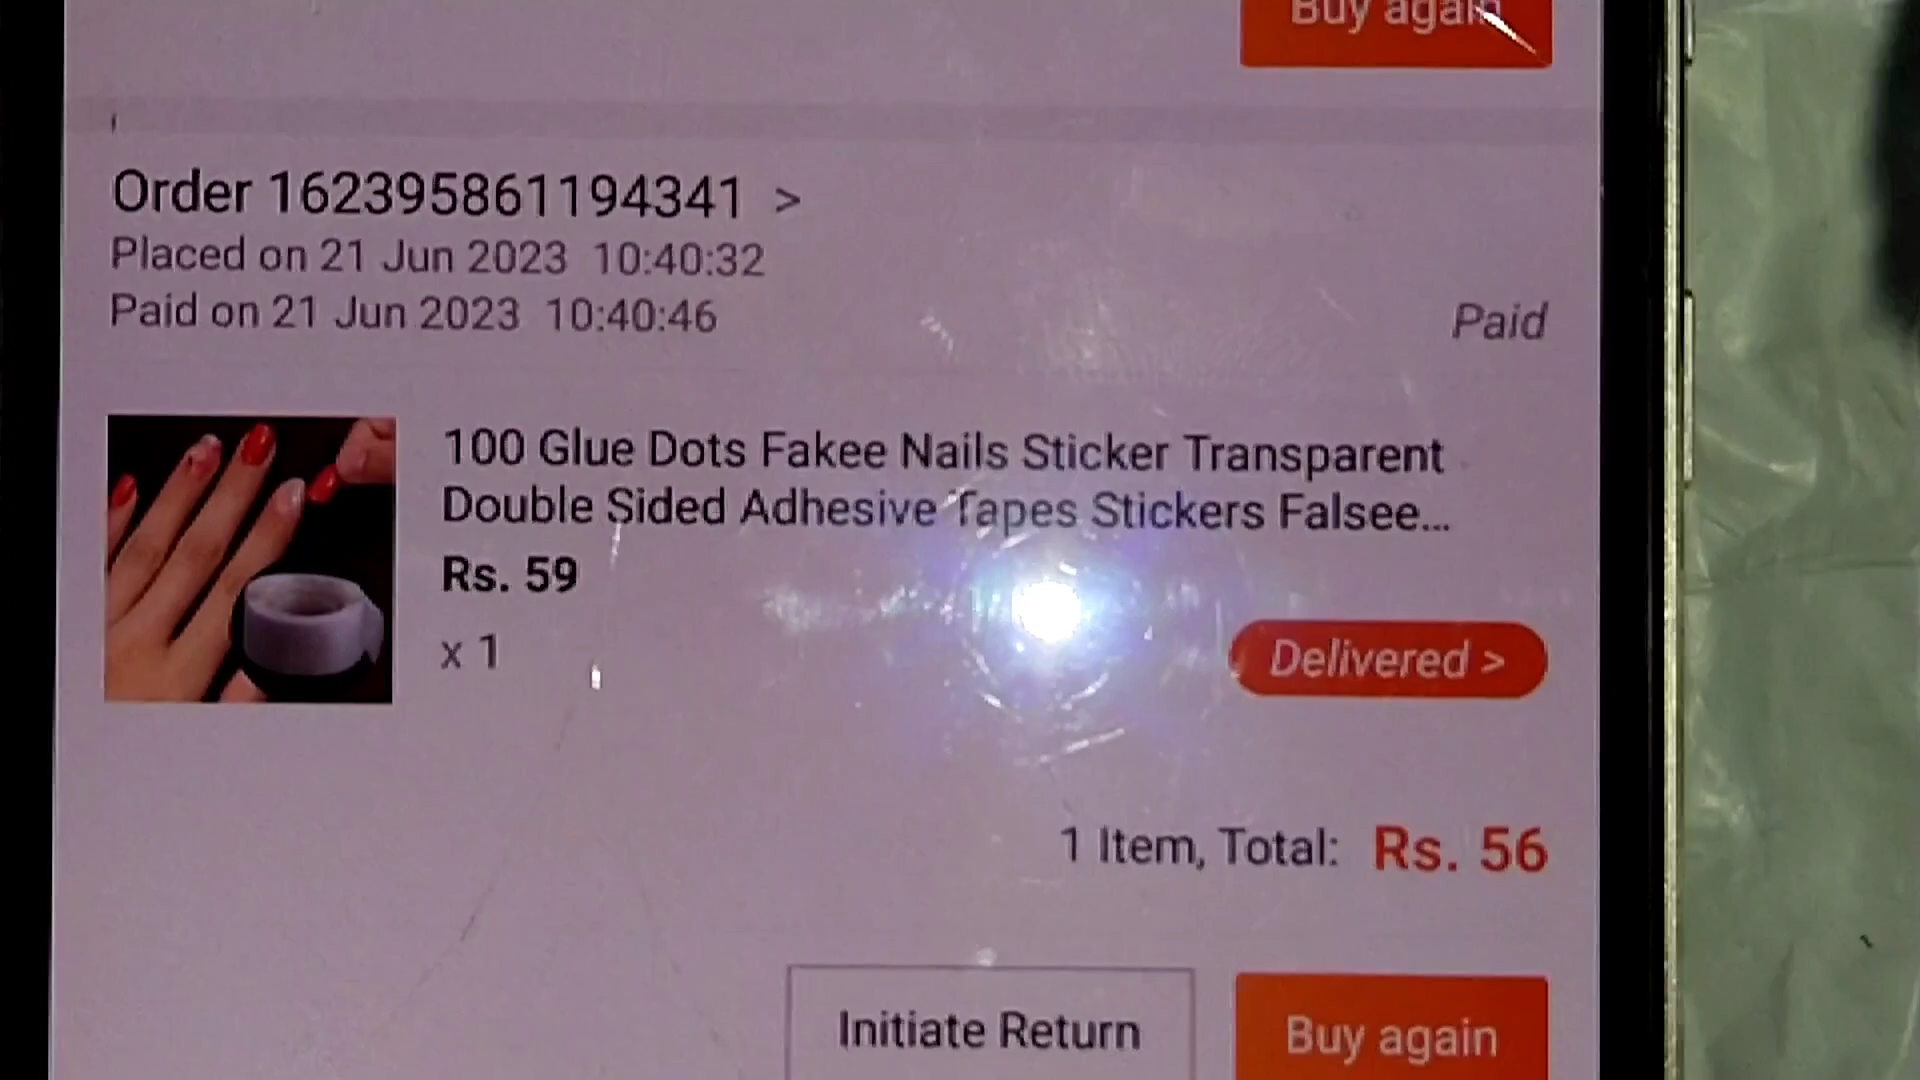 Buy again
Order 162395861194341 >
Placed on 21 Jun 2023 10:40:32
Paid on 21 Jun 2023 10:40:46
Paid
100 Glue Dots Fakee Nails Sticker Transparent
Double Sided Adhesive Tapes Stickers Falsee...
Rs. 59
x 1
Delivered >
1 Item, Total: Rs. 56
Initiate Return
Buy again